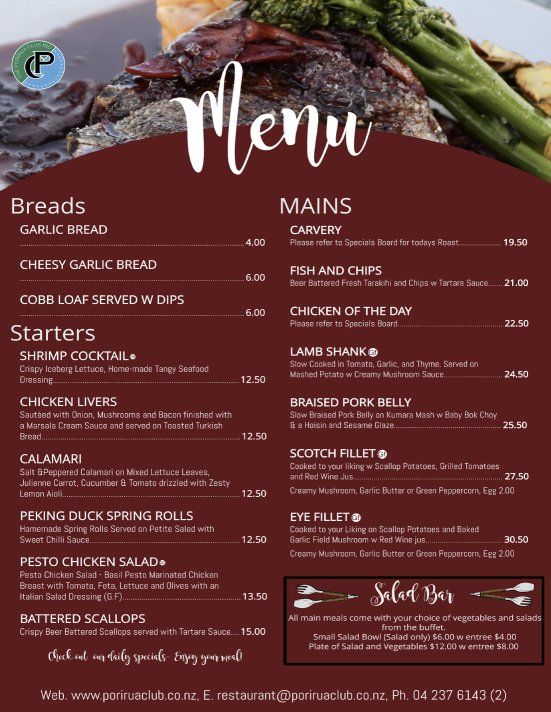 CP
Menu
Breads
GARLIC BREAD
4.00
CHEESY GARLIC BREAD
6.00
COBB LOAF SERVED W DIPS
6.00
Starters
SHRIMP COCKTAIL GF
Crispy Iceberg Lettuce, Home-made Tangy Seafood
Dressing 12.50
CHICKEN LIVERS
Sautéed with Onion, Mushrooms and Bacon finished with
a Marsala Cream Sauce and served on Toasted Turkish
Bread 12.50
CALAMARI
Salt &Peppered Calamari on Mixed Lettuce Leaves,
Julienne Carrot, Cucumber & Tomato drizzled with Zesty
Lemon Aioli 12.50
PEKING DUCK SPRING ROLLS
Homemade Spring Rolls Served on Petite Salad with
Sweet Chilli Sauce 12.50
PESTO CHICKEN SALAD GF
Pesto Chicken Salad - Basil Pesto Marinated Chicken
Breast with Tomato, Feta, Lettuce and Olives with an
Italian Salad Dressing (G.F) 13.50
BATTERED SCALLOPS
Crispy Beer Battered Scallops served with Tartare Sauce.... 15.00
Check out our daily specials- Enjoy your meal!
MAINS
CARVERY
Please refer to Specials Board for todays Roast 19.50
FISH AND CHIPS
Beer Battered Fresh Tarakihi and Chips w Tartare Sauce 21.00
CHICKEN OF THE DAY
Please refer to Specials Board 22.50
LAMB SHANK GF
Slow Cooked in Tomato, Garlic, and Thyme. Served on
Mashed Potato w Creamy Mushroom Sauce 24.50
BRAISED PORK BELLY
Slow Braised Pork Belly on Kumara Mash w Baby Bok Choy
& a Hoisin and Sesame Glaze 25.50
SCOTCH FILLET GF
Cooked to your liking w Scallop Potatoes, Grilled Tomatoes
and Red Wine Jus 27.50
Creamy Mushroom, Garlic Butter or Green Peppercorn, Egg 2.00
EYE FILLET GF
Cooked to your Liking on Scallop Potatoes and Baked
Garlic Field Mushroom w Red Wine jus 30.50
Creamy Mushroom, Garlic Butter or Green Peppercorn, Egg 2.00
Salad Bar
All main meals come with your choice of vegetables and salads
from the buffet.
Small Salad Bowl (Salad only) $6.00 w entree $4.00
Plate of Salad and Vegetables $12.00 w entree $8.00
Web. www.poriruaclub.co.nz, E. restaurant@poriruaclub.co.nz, Ph. 04 237 6143 (2)